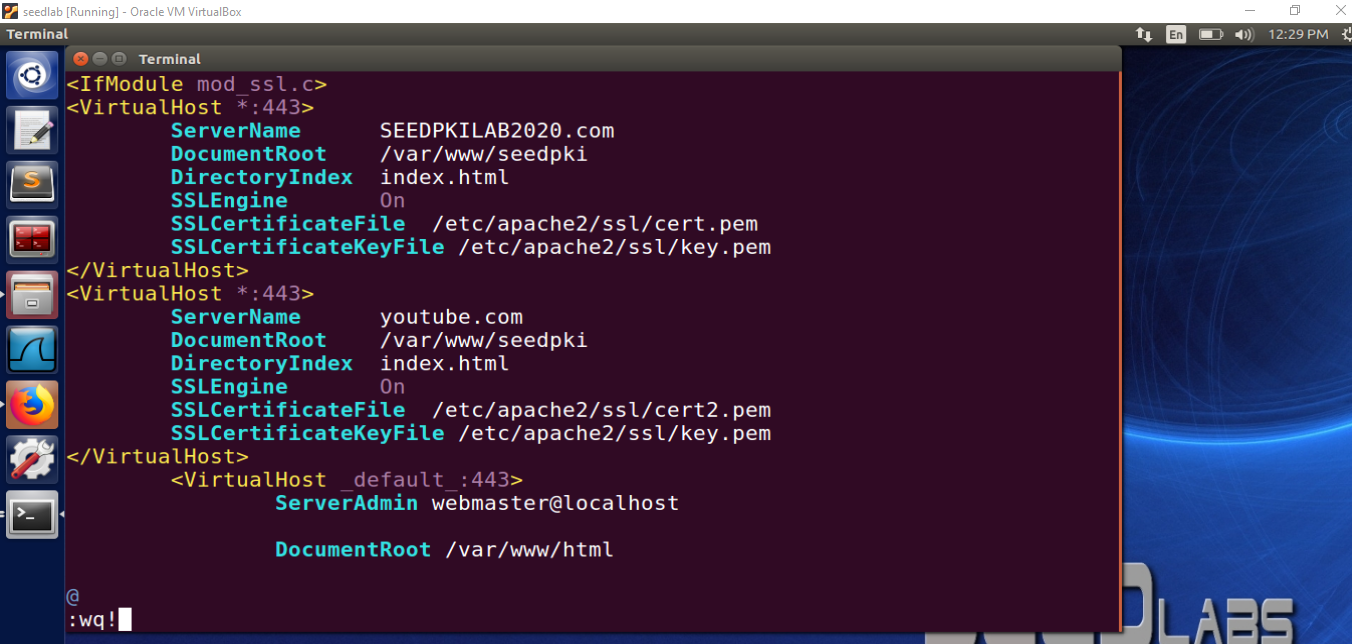 seedlab [Running] - Oracle VM VirtualBox
Terminal
En
12:29 PM
Terminal
<IfModule mod_ssl.c>
<VirtualHost *:443>
ServerName SEEDPKILAB2020.com
DocumentRoot /var/www/seedpki
DirectoryIndex index.html
SSLEngine On
SSLCertificateFile /etc/apache2/ssl/cert.pem
SSLCertificateKeyFile /etc/apache2/ssl/key.pem
</VirtualHost>
<VirtualHost *:443>
ServerName youtube.com
DocumentRoot /var/www/seedpki
DirectoryIndex index.html
SSLEngine On
SSLCertificateFile /etc/apache2/ssl/cert2.pem
SSLCertificateKeyFile /etc/apache2/ssl/key.pem
</VirtualHost>
<VirtualHost _default_:443>
ServerAdmin webmaster@localhost
DocumentRoot /var/www/html
@
:wq!
LABS